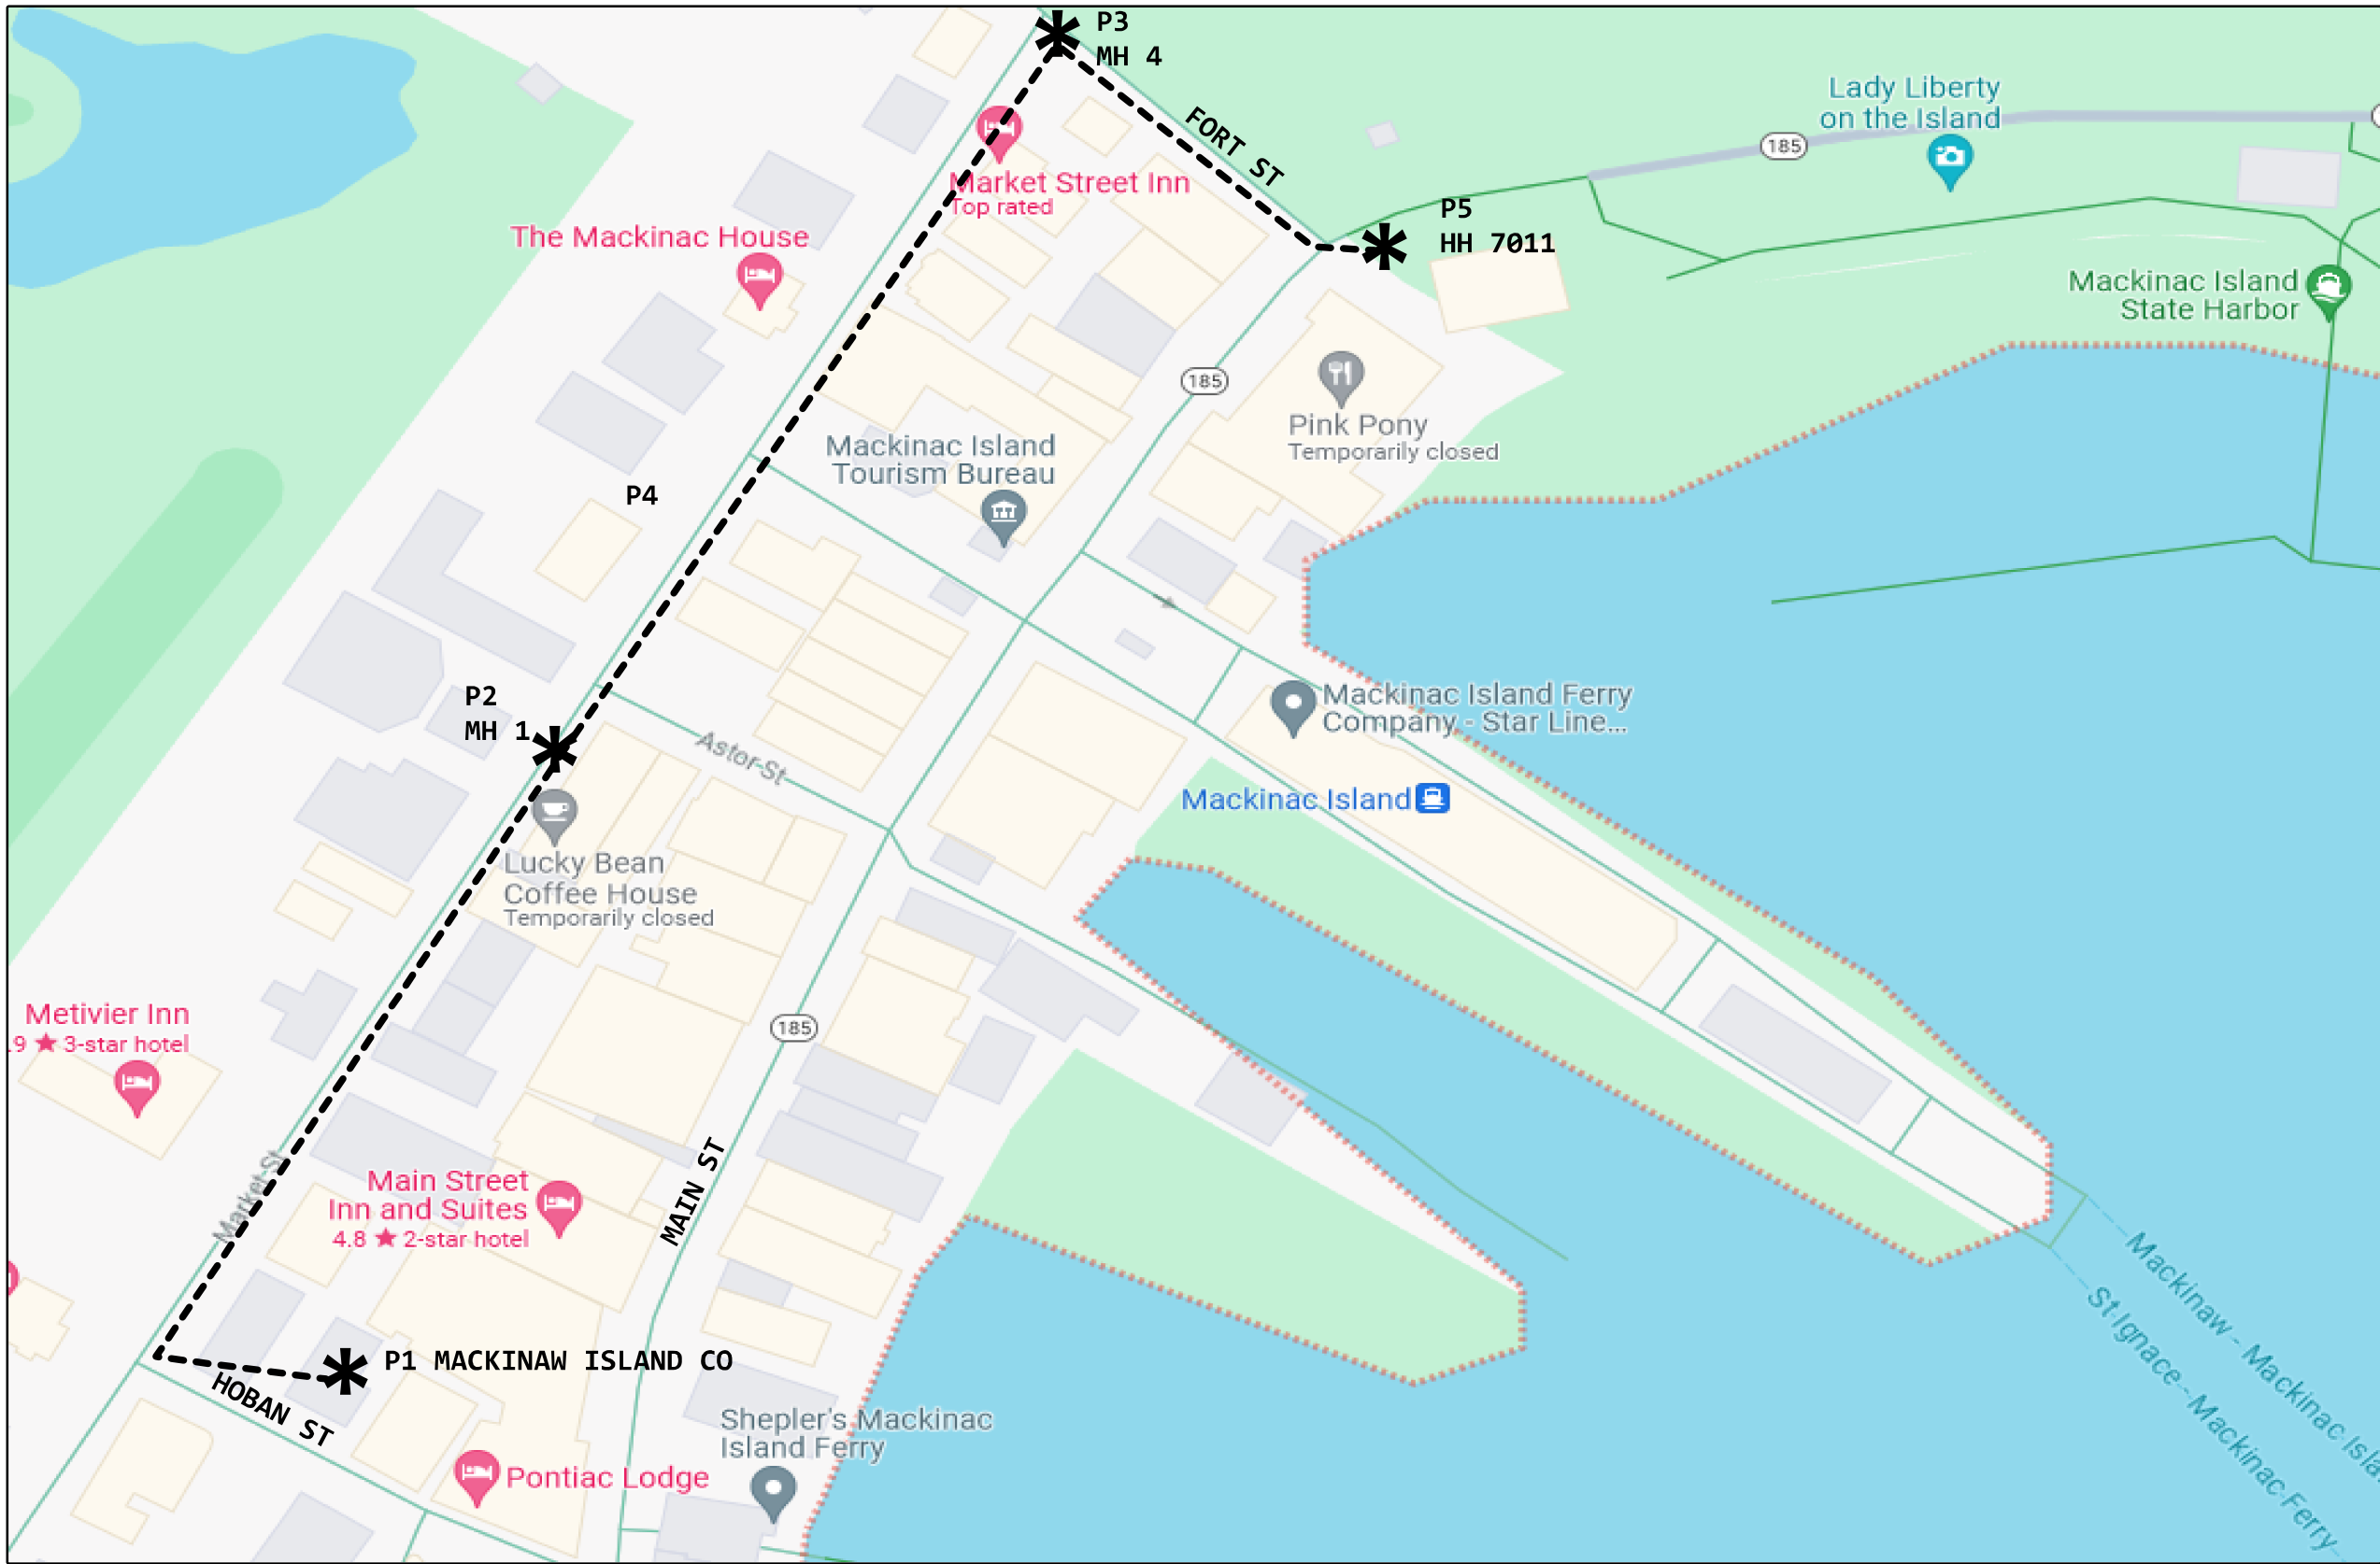 P3
MH 4
FORT ST
Lady Liberty
on the Island
185
P5
HH 7011
Market Street Inn
Top rated
The Mackinac House
Mackinac Island
State Harbor
185
Pink Pony
Temporarily closed
Mackinac Island
Tourism Bureau
P4
P2
MH 1
Astor St
Mackinac Island Ferry
Company - Star Line...
Mackinac Island
Lucky Bean
Coffee House
Temporarily closed
Metivier Inn
.9 ★ 3-star hotel
185
Market St
Main Street
Inn and Suites
4.8 ★ 2-star hotel
MAIN ST
P1 MACKINAW ISLAND CO
HOBAN ST
Shepler's Mackinac
Island Ferry
Pontiac Lodge
Mackinaw - Mackinac Isla
St Ignace - Mackinac Ferry